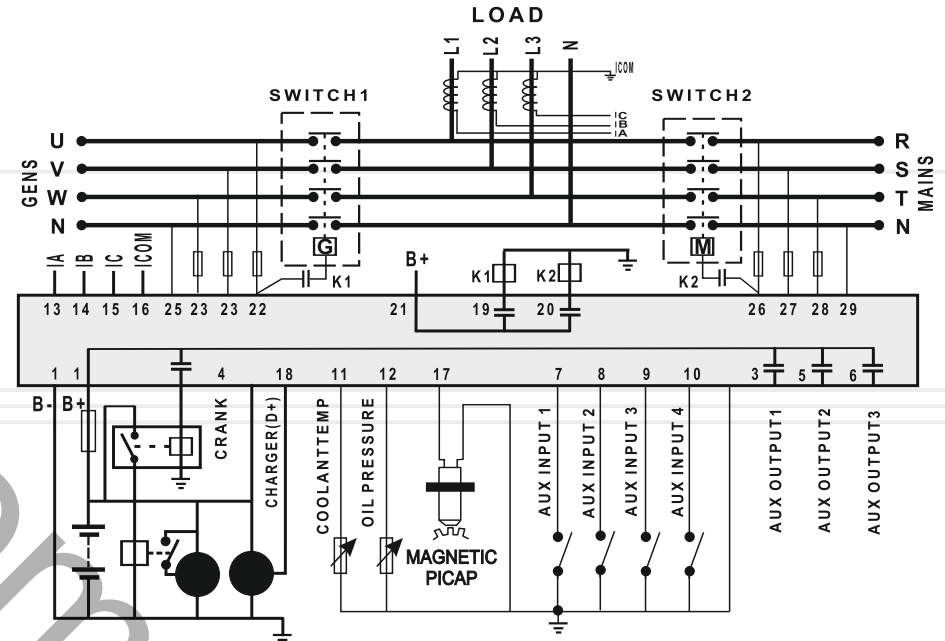 LOAD
L1 L2 L3 N
ICOM
SWITCH1 SWITCH2
IC
IB
IA
GENS
U R
V S
W T
N N
MAINS
G M
IA IB IC ICOM
K1 B+ K1 K2 K2
13 14 15 16 25 23 23 22 21 19 20 26 27 28 29
1 1 4 18 11 12 17 7 8 9 10 3 5 6
B- B+
CRANK
CHARGER(D+)
COOLANTTEMP
OIL PRESSURE
MAGNETIC
PICAP
AUX INPUT 1
AUX INPUT 2
AUX INPUT 3
AUX INPUT 4
AUX OUTPUT1
AUX OUTPUT2
AUX OUTPUT3
om